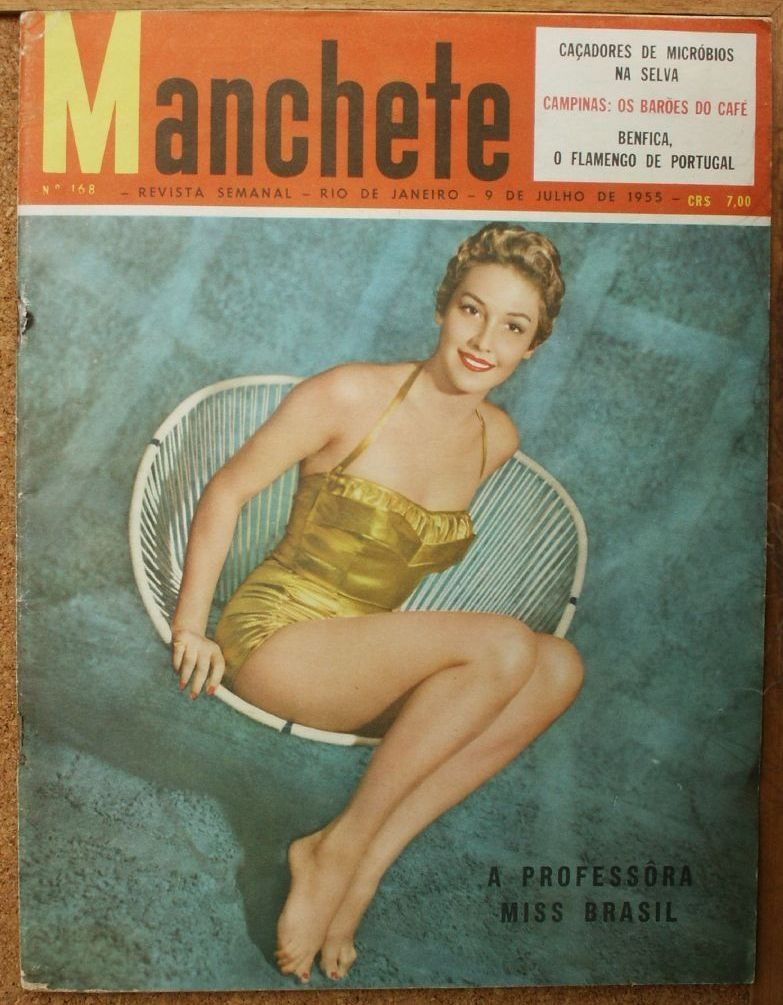 Manchete
CAÇADORES DE MICRÓBIOS
NA SELVA
CAMPINAS: OS BARÕES DO CAFÉ
BENFICA,
O FLAMENGO DE PORTUGAL
Nº 168 – REVISTA SEMANAL – RIO DE JANEIRO – 9 DE JULHO DE 1955 – CR$ 7,00
A PROFESSÔRA
MISS BRASIL